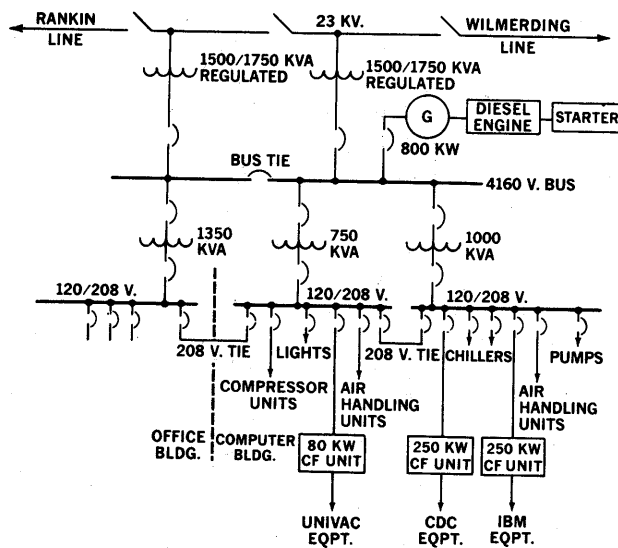 RANKIN
LINE
23 KV.
WILMERDING
LINE
1500/1750 KVA
REGULATED
1500/1750 KVA
REGULATED
G
DIESEL
ENGINE
STARTER
800 KW
BUS TIE
4160 V. BUS
1350
KVA
750
KVA
1000
KVA
120/208 V.
120/208 V.
120/208 V.
208 V. TIE
LIGHTS
208 V. TIE
CHILLERS
PUMPS
COMPRESSOR
UNITS
AIR
HANDLING
UNITS
AIR
HANDLING
UNITS
OFFICE
BLDG.
COMPUTER
BLDG.
80 KW
CF UNIT
250 KW
CF UNIT
250 KW
CF UNIT
UNIVAC
EQPT.
CDC
EQPT.
IBM
EQPT.